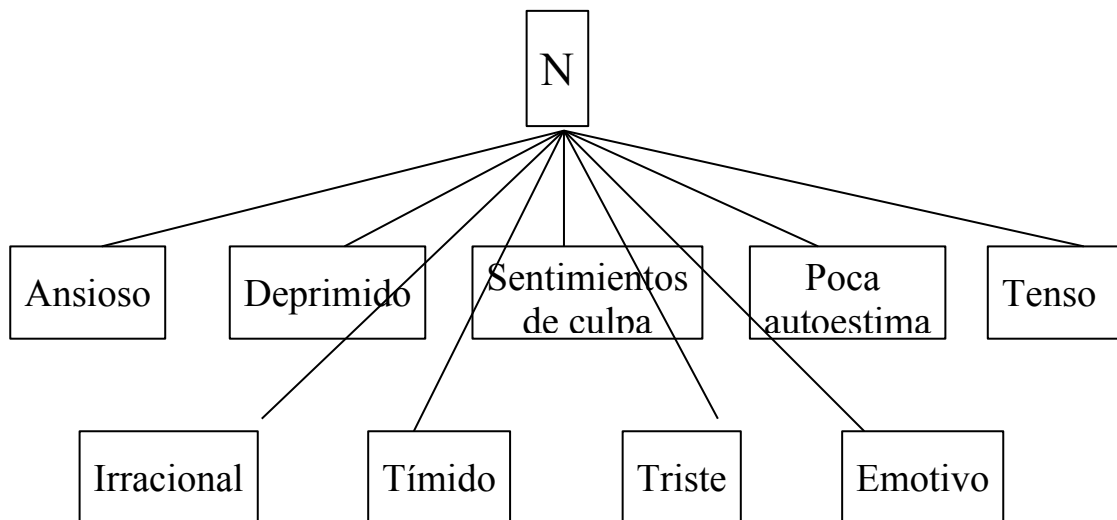 N
Ansioso
Deprimido
Sentimientos
de culpa
Poca
autoestima
Tenso
Irracional
Tímido
Triste
Emotivo